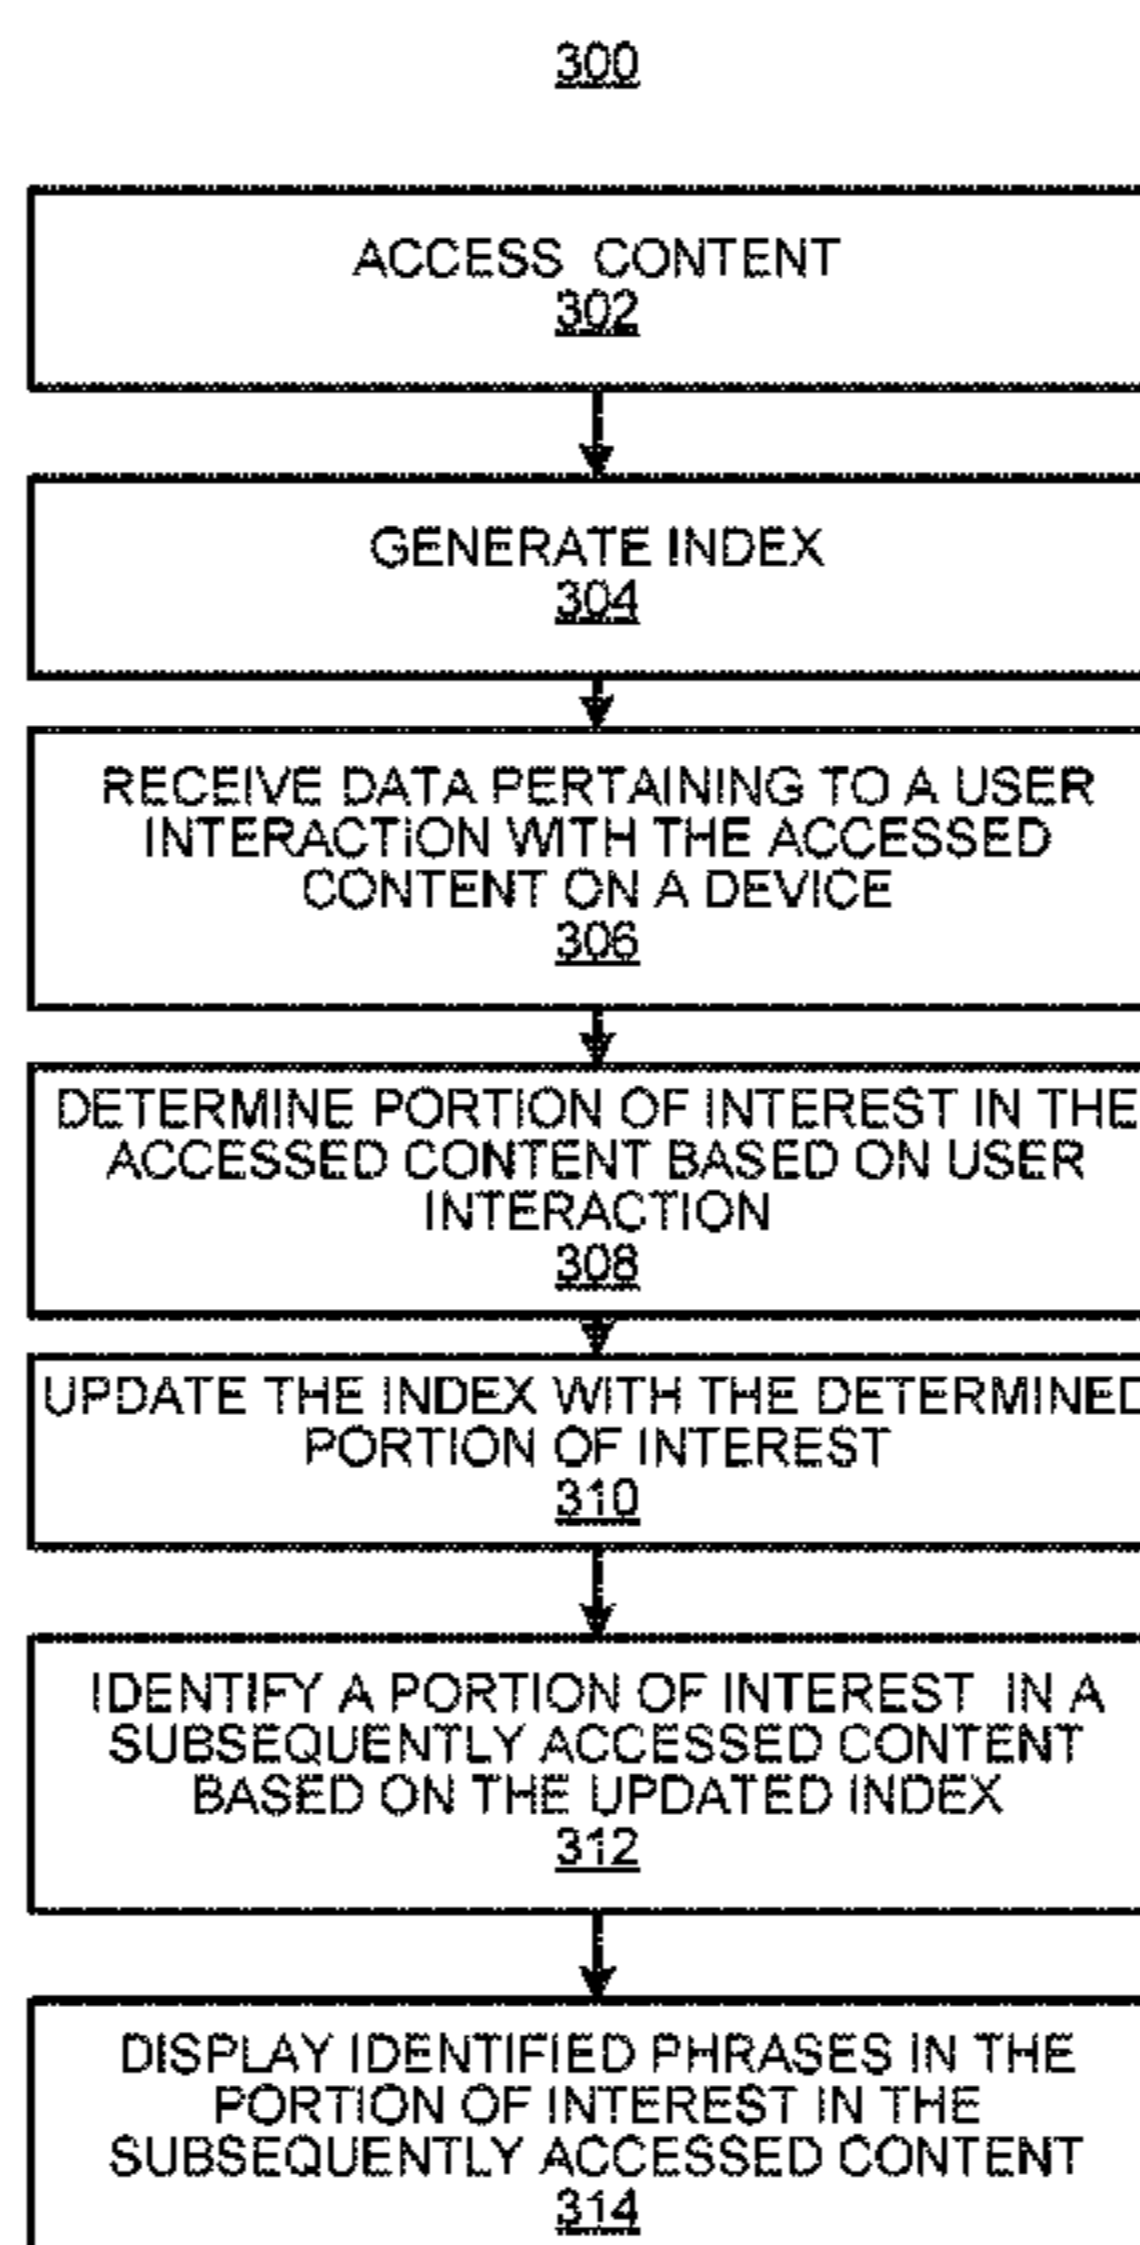 300
ACCESS CONTENT
302
GENERATE INDEX
304
RECEIVE DATA PERTAINING TO A USER
INTERACTION WITH THE ACCESSED
CONTENT ON A DEVICE
306
DETERMINE PORTION OF INTEREST IN THE
ACCESSED CONTENT BASED ON USER
INTERACTION
308
UPDATE THE INDEX WITH THE DETERMINED
PORTION OF INTEREST
310
IDENTIFY A PORTION OF INTEREST IN A
SUBSEQUENTLY ACCESSED CONTENT
BASED ON THE UPDATED INDEX
312
DISPLAY IDENTIFIED PHRASES IN THE
PORTION OF INTEREST IN THE
SUBSEQUENTLY ACCESSED CONTENT
314